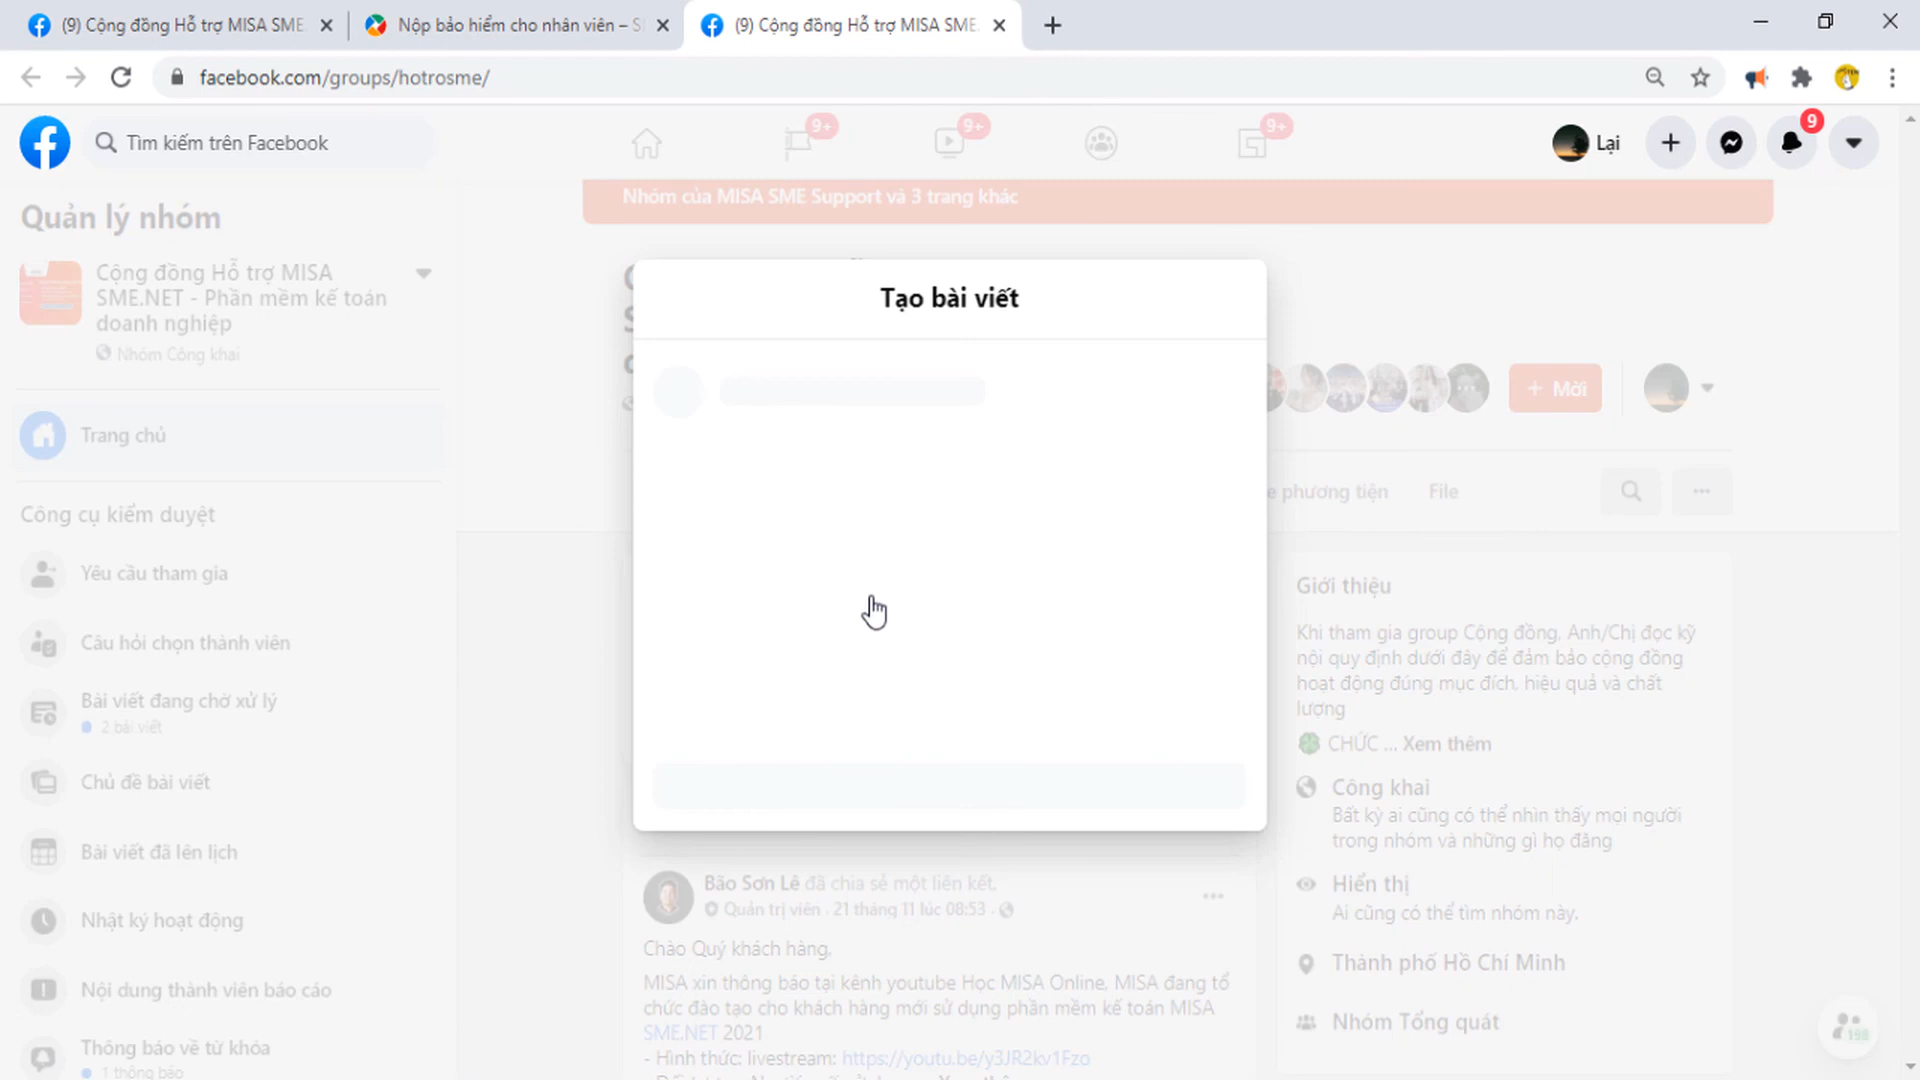 (9) Cộng đồng Hỗ trợ MISA SME.
Nộp bảo hiểm cho nhân viên – S
(9) Cộng đồng Hỗ trợ MISA SME.
facebook.com/groups/hotrosme/
Tìm kiếm trên Facebook
9+
9+
9+
Lại
9
Quản lý nhóm
Cộng đồng Hỗ trợ MISA
SME.NET - Phần mềm kế toán
doanh nghiệp
Nhóm Công khai
Trang chủ
Công cụ kiểm duyệt
Yêu cầu tham gia
Câu hỏi chọn thành viên
Bài viết đang chờ xử lý
2 bài viết
Chủ đề bài viết
Bài viết đã lên lịch
Nhật ký hoạt động
Nội dung thành viên báo cáo
Thông báo về từ khóa
1 thông báo
Nhóm của MISA SME Support và 3 trang khác
Tạo bài viết
+ Mời
phương tiện
File
Bão Sơn Lê đã chia sẻ một liên kết.
Quản trị viên · 21 tháng 11 lúc 08:53 ·
Chào Quý khách hàng,
MISA xin thông báo tại kênh youtube Học MISA Online, MISA đang tổ
chức đào tạo cho khách hàng mới sử dụng phần mềm kế toán MISA
SME.NET 2021
- Hình thức: livestream: https://youtu.be/y3JR2kv1Fzo
Giới thiệu
Khi tham gia group Cộng đồng, Anh/Chị đọc kỹ
nội quy định dưới đây để đảm bảo cộng đồng
hoạt động đúng mục đích, hiệu quả và chất
lượng
CHỨC ... Xem thêm
Công khai
Bất kỳ ai cũng có thể nhìn thấy mọi người
trong nhóm và những gì họ đăng
Hiển thị
Ai cũng có thể tìm nhóm này.
Thành phố Hồ Chí Minh
Nhóm Tổng quát
198